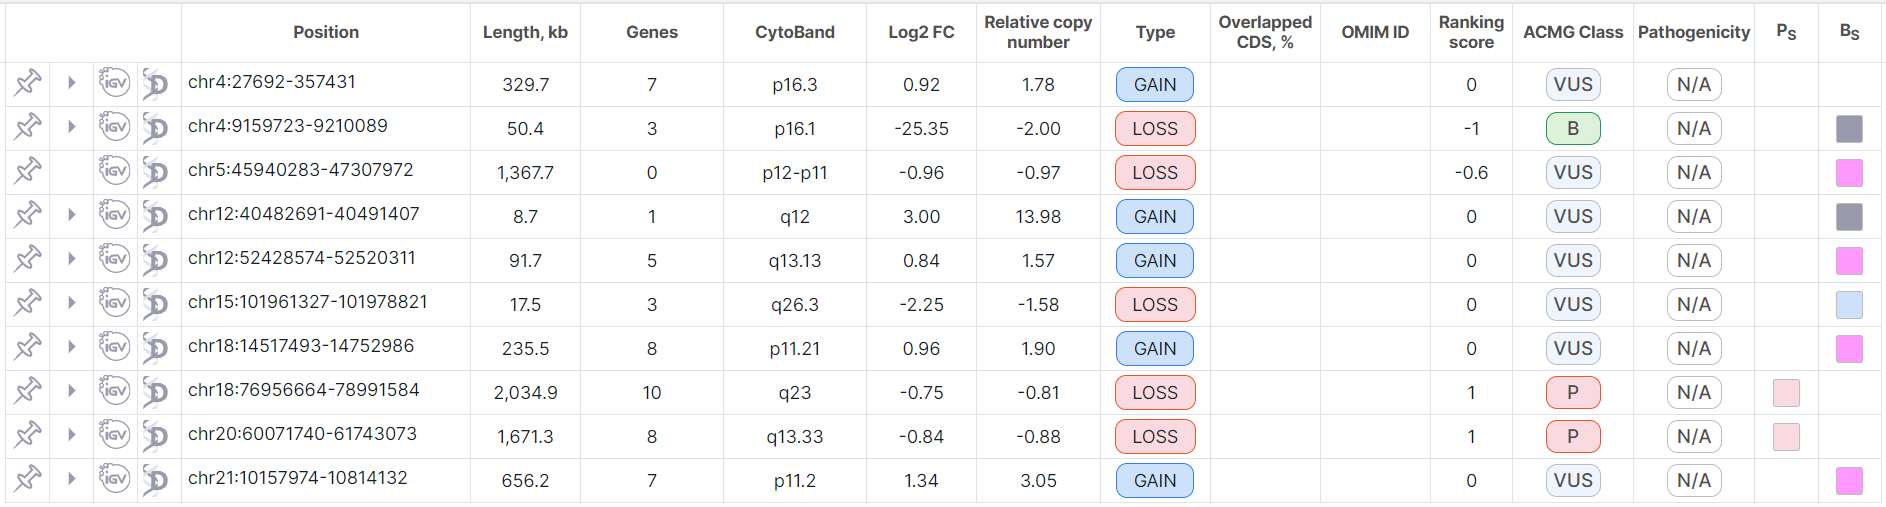 Position Length, kb Genes CytoBand Log2 FC Relative copy number Type Overlapped CDS, % OMIM ID Ranking score ACMG Class Pathogenicity PS BS
IGV D chr4:27692-357431 329.7 7 p16.3 0.92 1.78 GAIN 0 VUS N/A
IGV D chr4:9159723-9210089 50.4 3 p16.1 -25.35 -2.00 LOSS -1 B N/A
IGV D chr5:45940283-47307972 1,367.7 0 p12-p11 -0.96 -0.97 LOSS -0.6 VUS N/A
IGV D chr12:40482691-40491407 8.7 1 q12 3.00 13.98 GAIN 0 VUS N/A
IGV D chr12:52428574-52520311 91.7 5 q13.13 0.84 1.57 GAIN 0 VUS N/A
IGV D chr15:101961327-101978821 17.5 3 q26.3 -2.25 -1.58 LOSS 0 VUS N/A
IGV D chr18:14517493-14752986 235.5 8 p11.21 0.96 1.90 GAIN 0 VUS N/A
IGV D chr18:76956664-78991584 2,034.9 10 q23 -0.75 -0.81 LOSS 1 P N/A
IGV D chr20:60071740-61743073 1,671.3 8 q13.33 -0.84 -0.88 LOSS 1 P N/A
IGV D chr21:10157974-10814132 656.2 7 p11.2 1.34 3.05 GAIN 0 VUS N/A